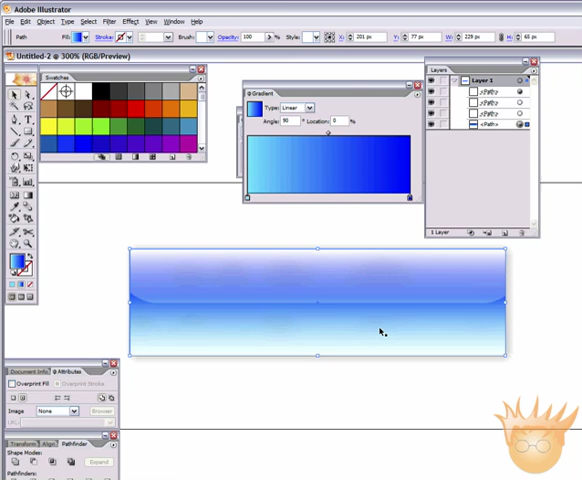 Adobe Illustrator
File Edit Object Type Select Filter Effect View Window Help
Path Fill: Stroke: Brush: Opacity: 100 > % Style: X: 201 px Y: 77 px W: 229 px H: 65 px
Untitled-2 @ 300% (RGB/Preview)
Layers
Swatches
Layer 1
Gradient
<Path>
Type: Linear
<Path>
Angle: 90 ° Location: 0 %
<Path>
<Path>
1 Layer
Document Info Attributes
Overprint Fill Overprint Stroke
Image None Browser
URL:
Transform Align Pathfinder
Shape Modes:
Expand
Pathfinders: